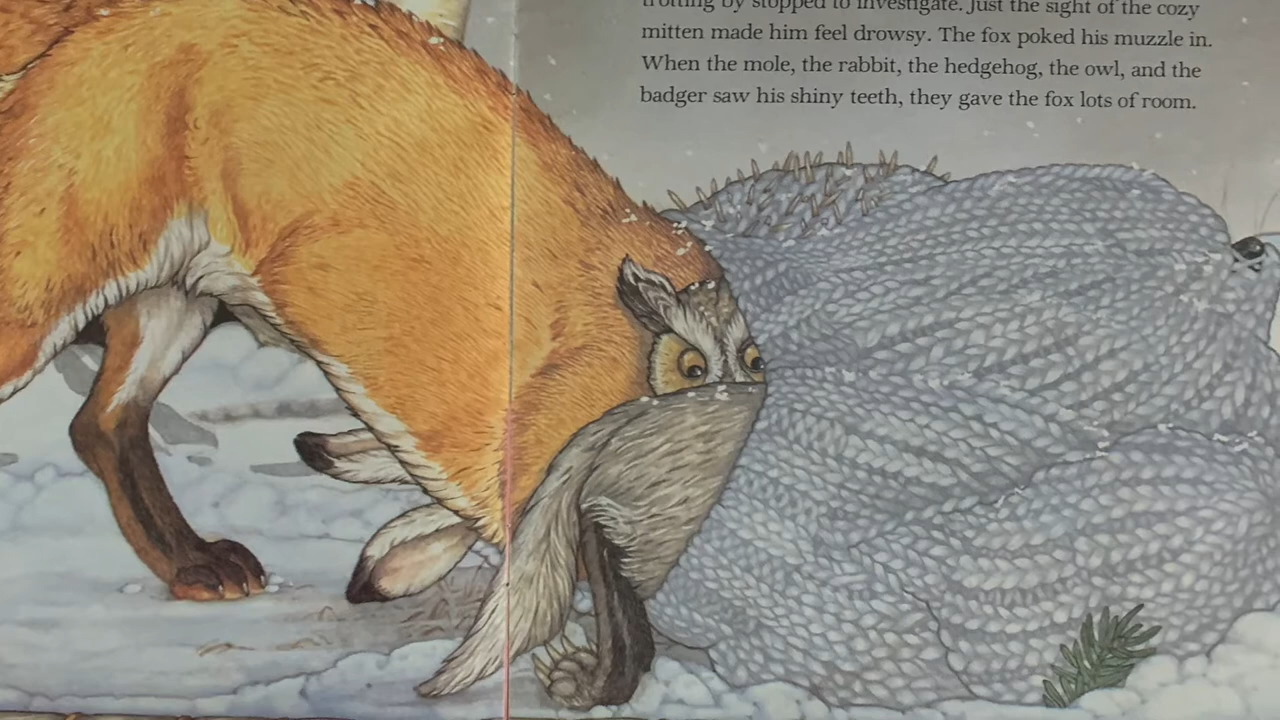 trotting by stopped to investigate. Just the sight of the cozy
mitten made him feel drowsy. The fox poked his muzzle in.
When the mole, the rabbit, the hedgehog, the owl, and the
badger saw his shiny teeth, they gave the fox lots of room.